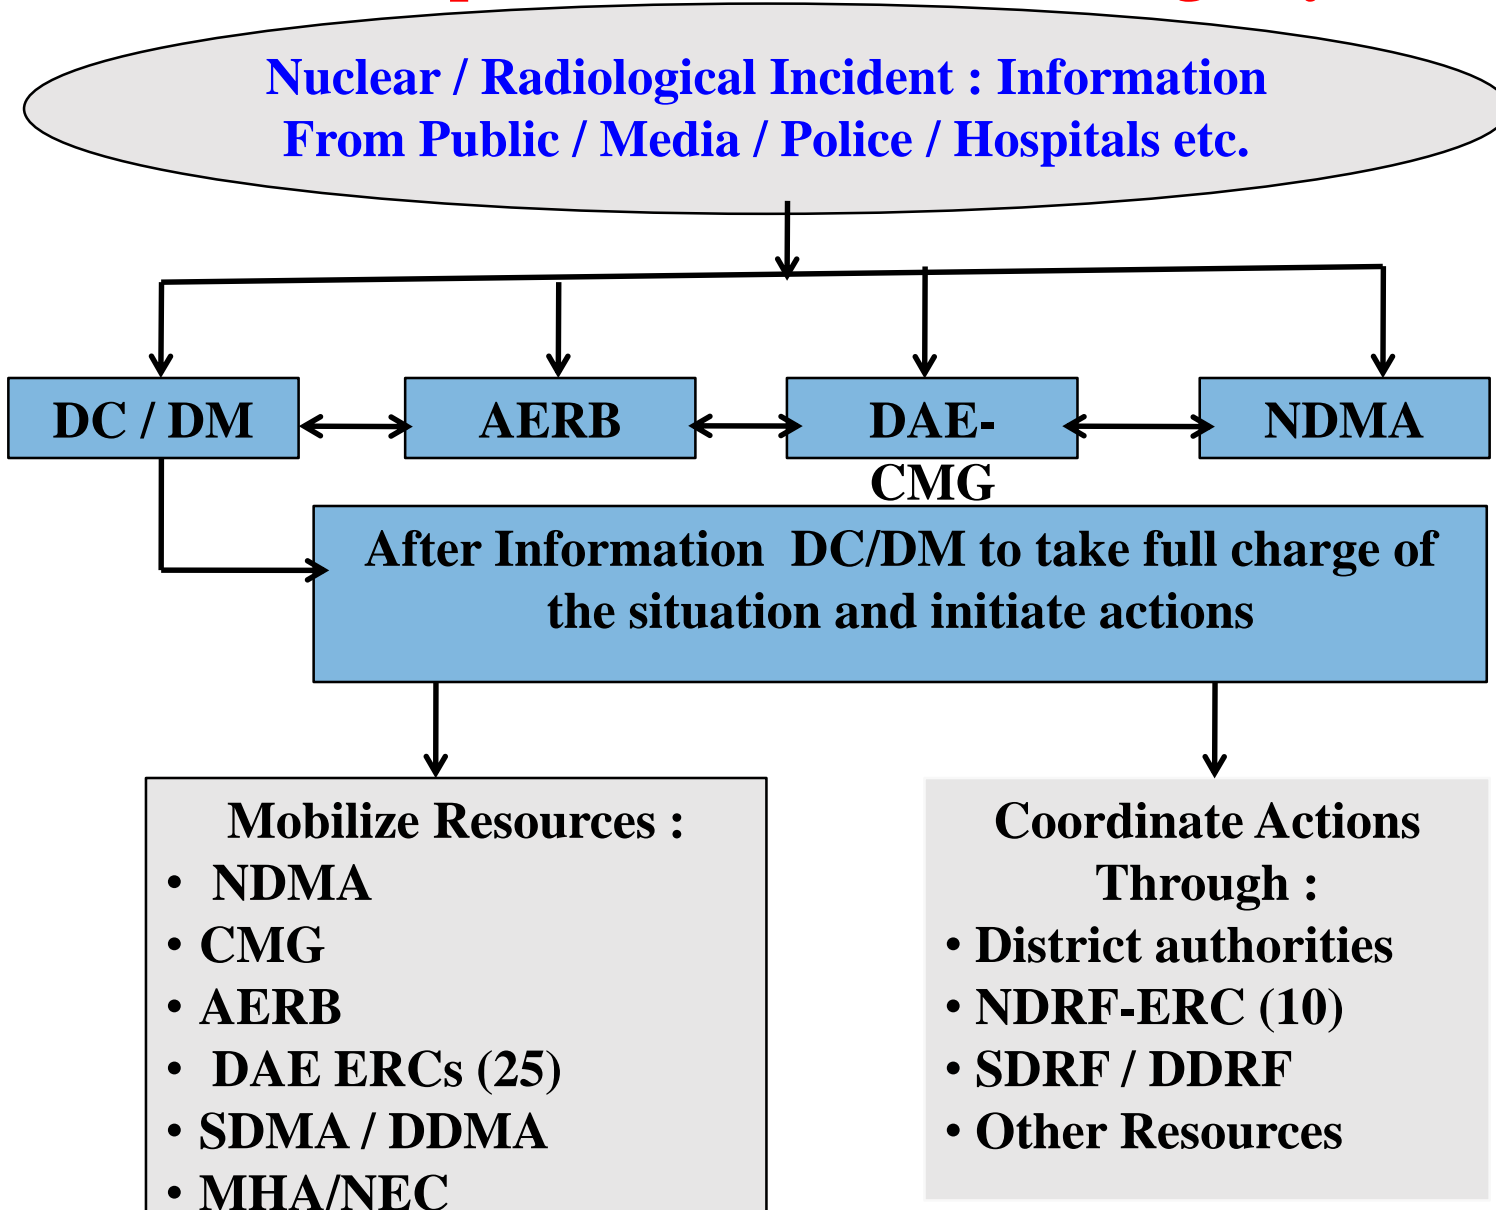 Nuclear / Radiological Incident : Information
From Public / Media / Police / Hospitals etc.
DC / DM
AERB
DAE-
CMG
NDMA
After Information DC/DM to take full charge of
the situation and initiate actions
Mobilize Resources :
• NDMA
• CMG
• AERB
• DAE ERCs (25)
• SDMA / DDMA
• MHA/NEC
Coordinate Actions
Through :
• District authorities
• NDRF-ERC (10)
• SDRF / DDRF
• Other Resources